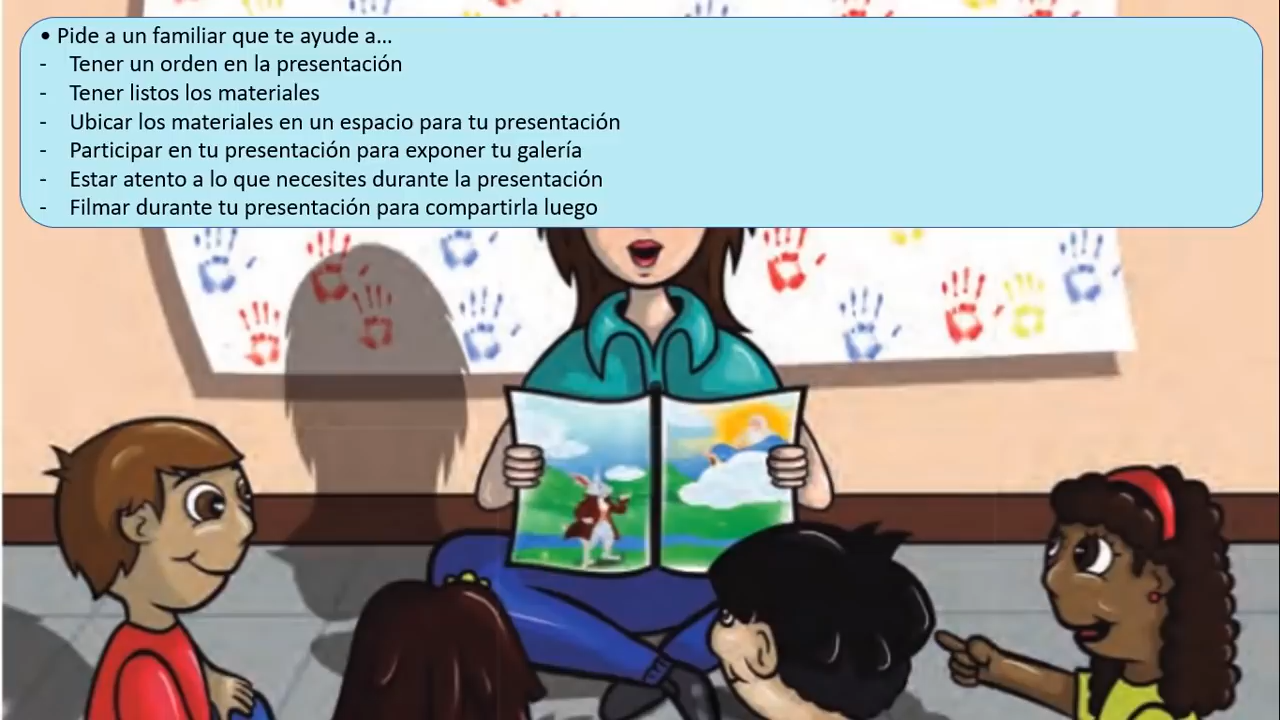 • Pide a un familiar que te ayude a...
- Tener un orden en la presentación
- Tener listos los materiales
- Ubicar los materiales en un espacio para tu presentación
- Participar en tu presentación para exponer tu galería
- Estar atento a lo que necesites durante la presentación
- Filmar durante tu presentación para compartirla luego